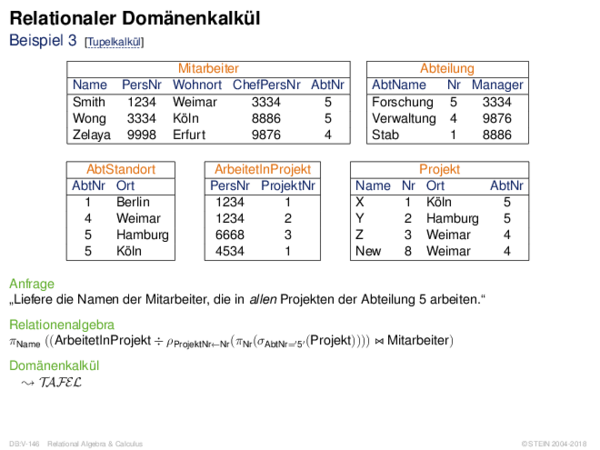 Relationaler Domänenkalkül
Beispiel 3 [Tupelkalkül]
Mitarbeiter
Name PersNr Wohnort ChefPersNr AbtNr
Smith 1234 Weimar 3334 5
Wong 3334 Köln 8886 5
Zelaya 9998 Erfurt 9876 4
Abteilung
AbtName Nr Manager
Forschung 5 3334
Verwaltung 4 9876
Stab 1 8886
AbtStandort
AbtNr Ort
1 Berlin
4 Weimar
5 Hamburg
5 Köln
ArbeitetInProjekt
PersNr ProjektNr
1234 1
1234 2
6668 3
4534 1
Projekt
Name Nr Ort AbtNr
X 1 Köln 5
Y 2 Hamburg 5
Z 3 Weimar 4
New 8 Weimar 4
Anfrage
„Liefere die Namen der Mitarbeiter, die in allen Projekten der Abteilung 5 arbeiten.“
Relationenalgebra
πName ((ArbeitetInProjekt ÷ ρProjektNr←Nr(πNr(σAbtNr='5'(Projekt)))) ⋈ Mitarbeiter)
Domänenkalkül
⇝ TAFEL
DB:V-146 Relational Algebra & Calculus
© STEIN 2004-2018